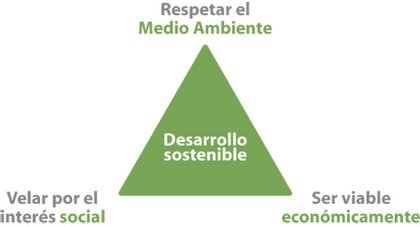 Respetar el
Medio Ambiente
Desarrollo
sostenible
Velar por el
interés social
Ser viable
económicamente